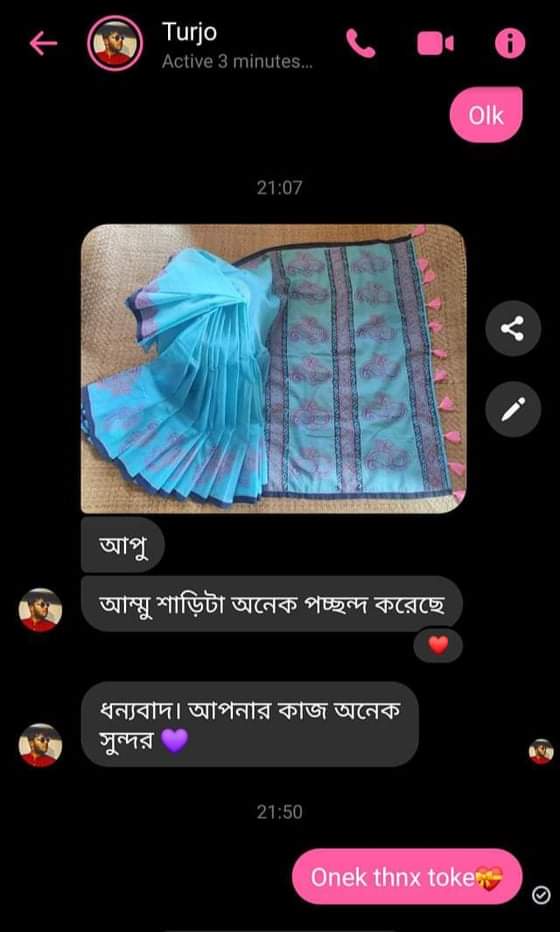 Turjo
Active 3 minutes...
Olk
21:07
আপু
আম্মু শাড়িটা অনেক পচ্ছন্দ করেছে
ধন্যবাদ। আপনার কাজ অনেক
সুন্দর 💜
21:50
Onek thnx toke💝